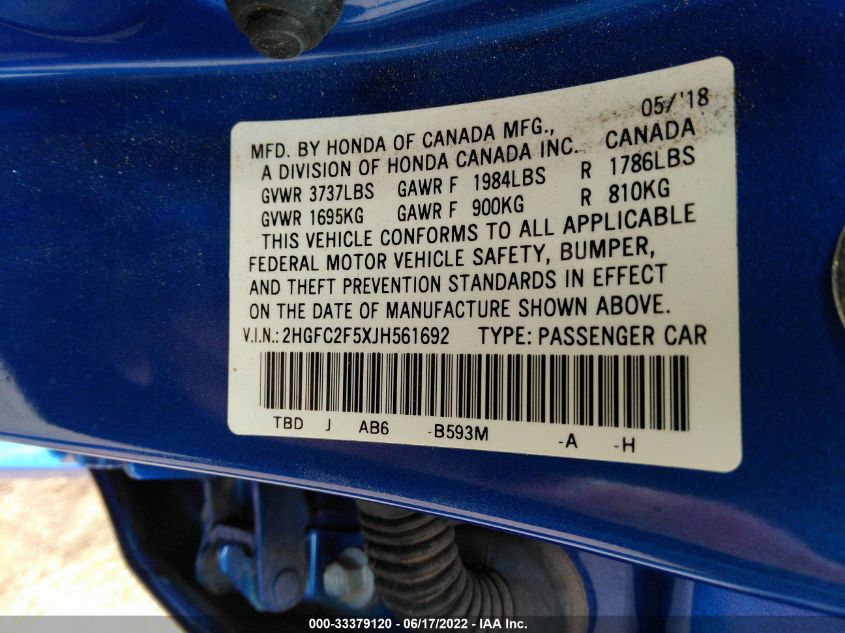 05/'18
MFD. BY HONDA OF CANADA MFG.,
A DIVISION OF HONDA CANADA INC. CANADA
GVWR 3737LBS GAWR F 1984LBS R 1786LBS
GVWR 1695KG GAWR F 900KG R 810KG
THIS VEHICLE CONFORMS TO ALL APPLICABLE
FEDERAL MOTOR VEHICLE SAFETY, BUMPER,
AND THEFT PREVENTION STANDARDS IN EFFECT
ON THE DATE OF MANUFACTURE SHOWN ABOVE.
V.I.N.: 2HGFC2F5XJH561692 TYPE: PASSENGER CAR
TBD J AB6 -B593M -A -H
000-33379120 - 06/17/2022 - IAA Inc.